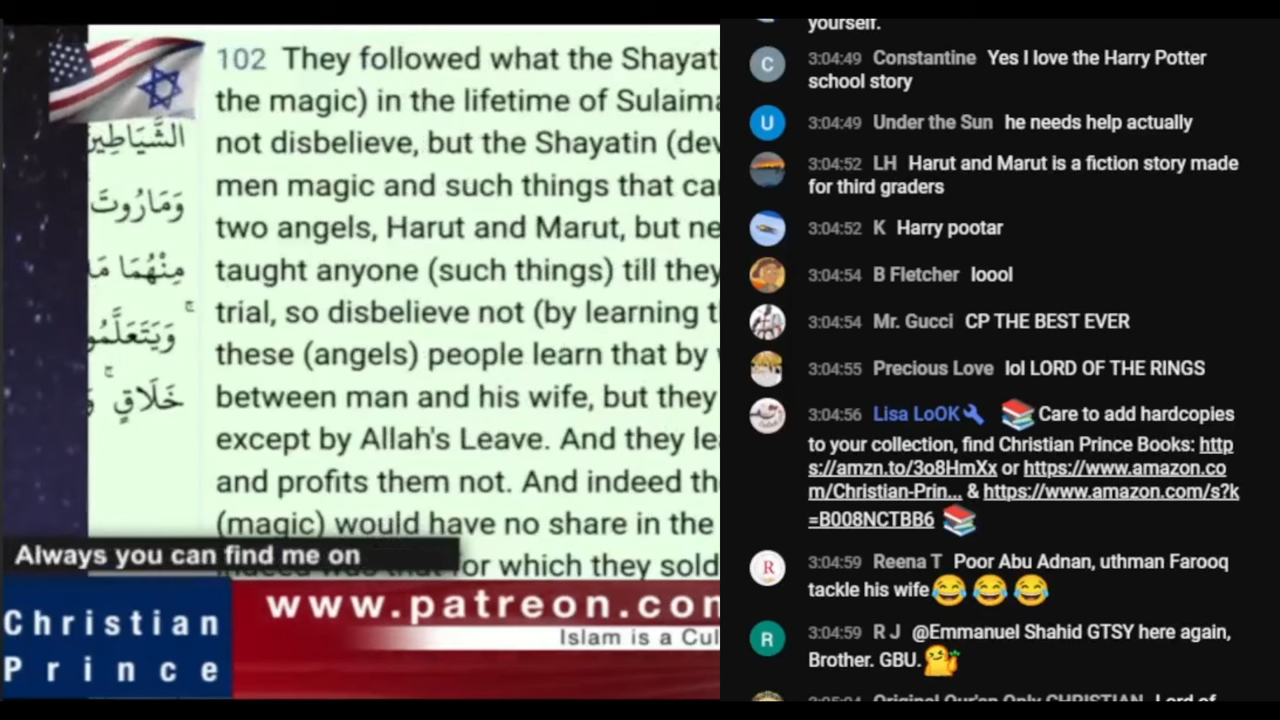 102 They followed what the Shayat
the magic) in the lifetime of Sulaima
not disbelieve, but the Shayatin (dev
men magic and such things that ca
two angels, Harut and Marut, but ne
taught anyone (such things) till they
trial, so disbelieve not (by learning t
these (angels) people learn that by
between man and his wife, but they
except by Allah's Leave. And they le
and profits them not. And indeed th
(magic) would have no share in the
for which they sold
الشَّيَاطِين
وَمَارُوتَ
مِنْهُمَا مَا
وَيَتَعَلَّمُو
خَلَاقٍ ۚ وَ
Always you can find me on
Christian
Prince
www.patreon.com
Islam is a Cul
yourself.
3:04:49 Constantine Yes I love the Harry Potter
school story
3:04:49 Under the Sun he needs help actually
3:04:52 LH Harut and Marut is a fiction story made
for third graders
3:04:52 K Harry pootar
3:04:54 B Fletcher loool
3:04:54 Mr. Gucci CP THE BEST EVER
3:04:55 Precious Love lol LORD OF THE RINGS
3:04:56 Lisa LoOK🔧 📚Care to add hardcopies
to your collection, find Christian Prince Books: http
s://amzn.to/3o8HmXx or https://www.amazon.co
m/Christian-Prin... & https://www.amazon.com/s?k
=B008NCTBB6 📚
3:04:59 Reena T Poor Abu Adnan, uthman Farooq
tackle his wife😂😂😂
3:04:59 R J @Emmanuel Shahid GTSY here again,
Brother. GBU.
Original Qur'an Only CHRISTIAN Lord of